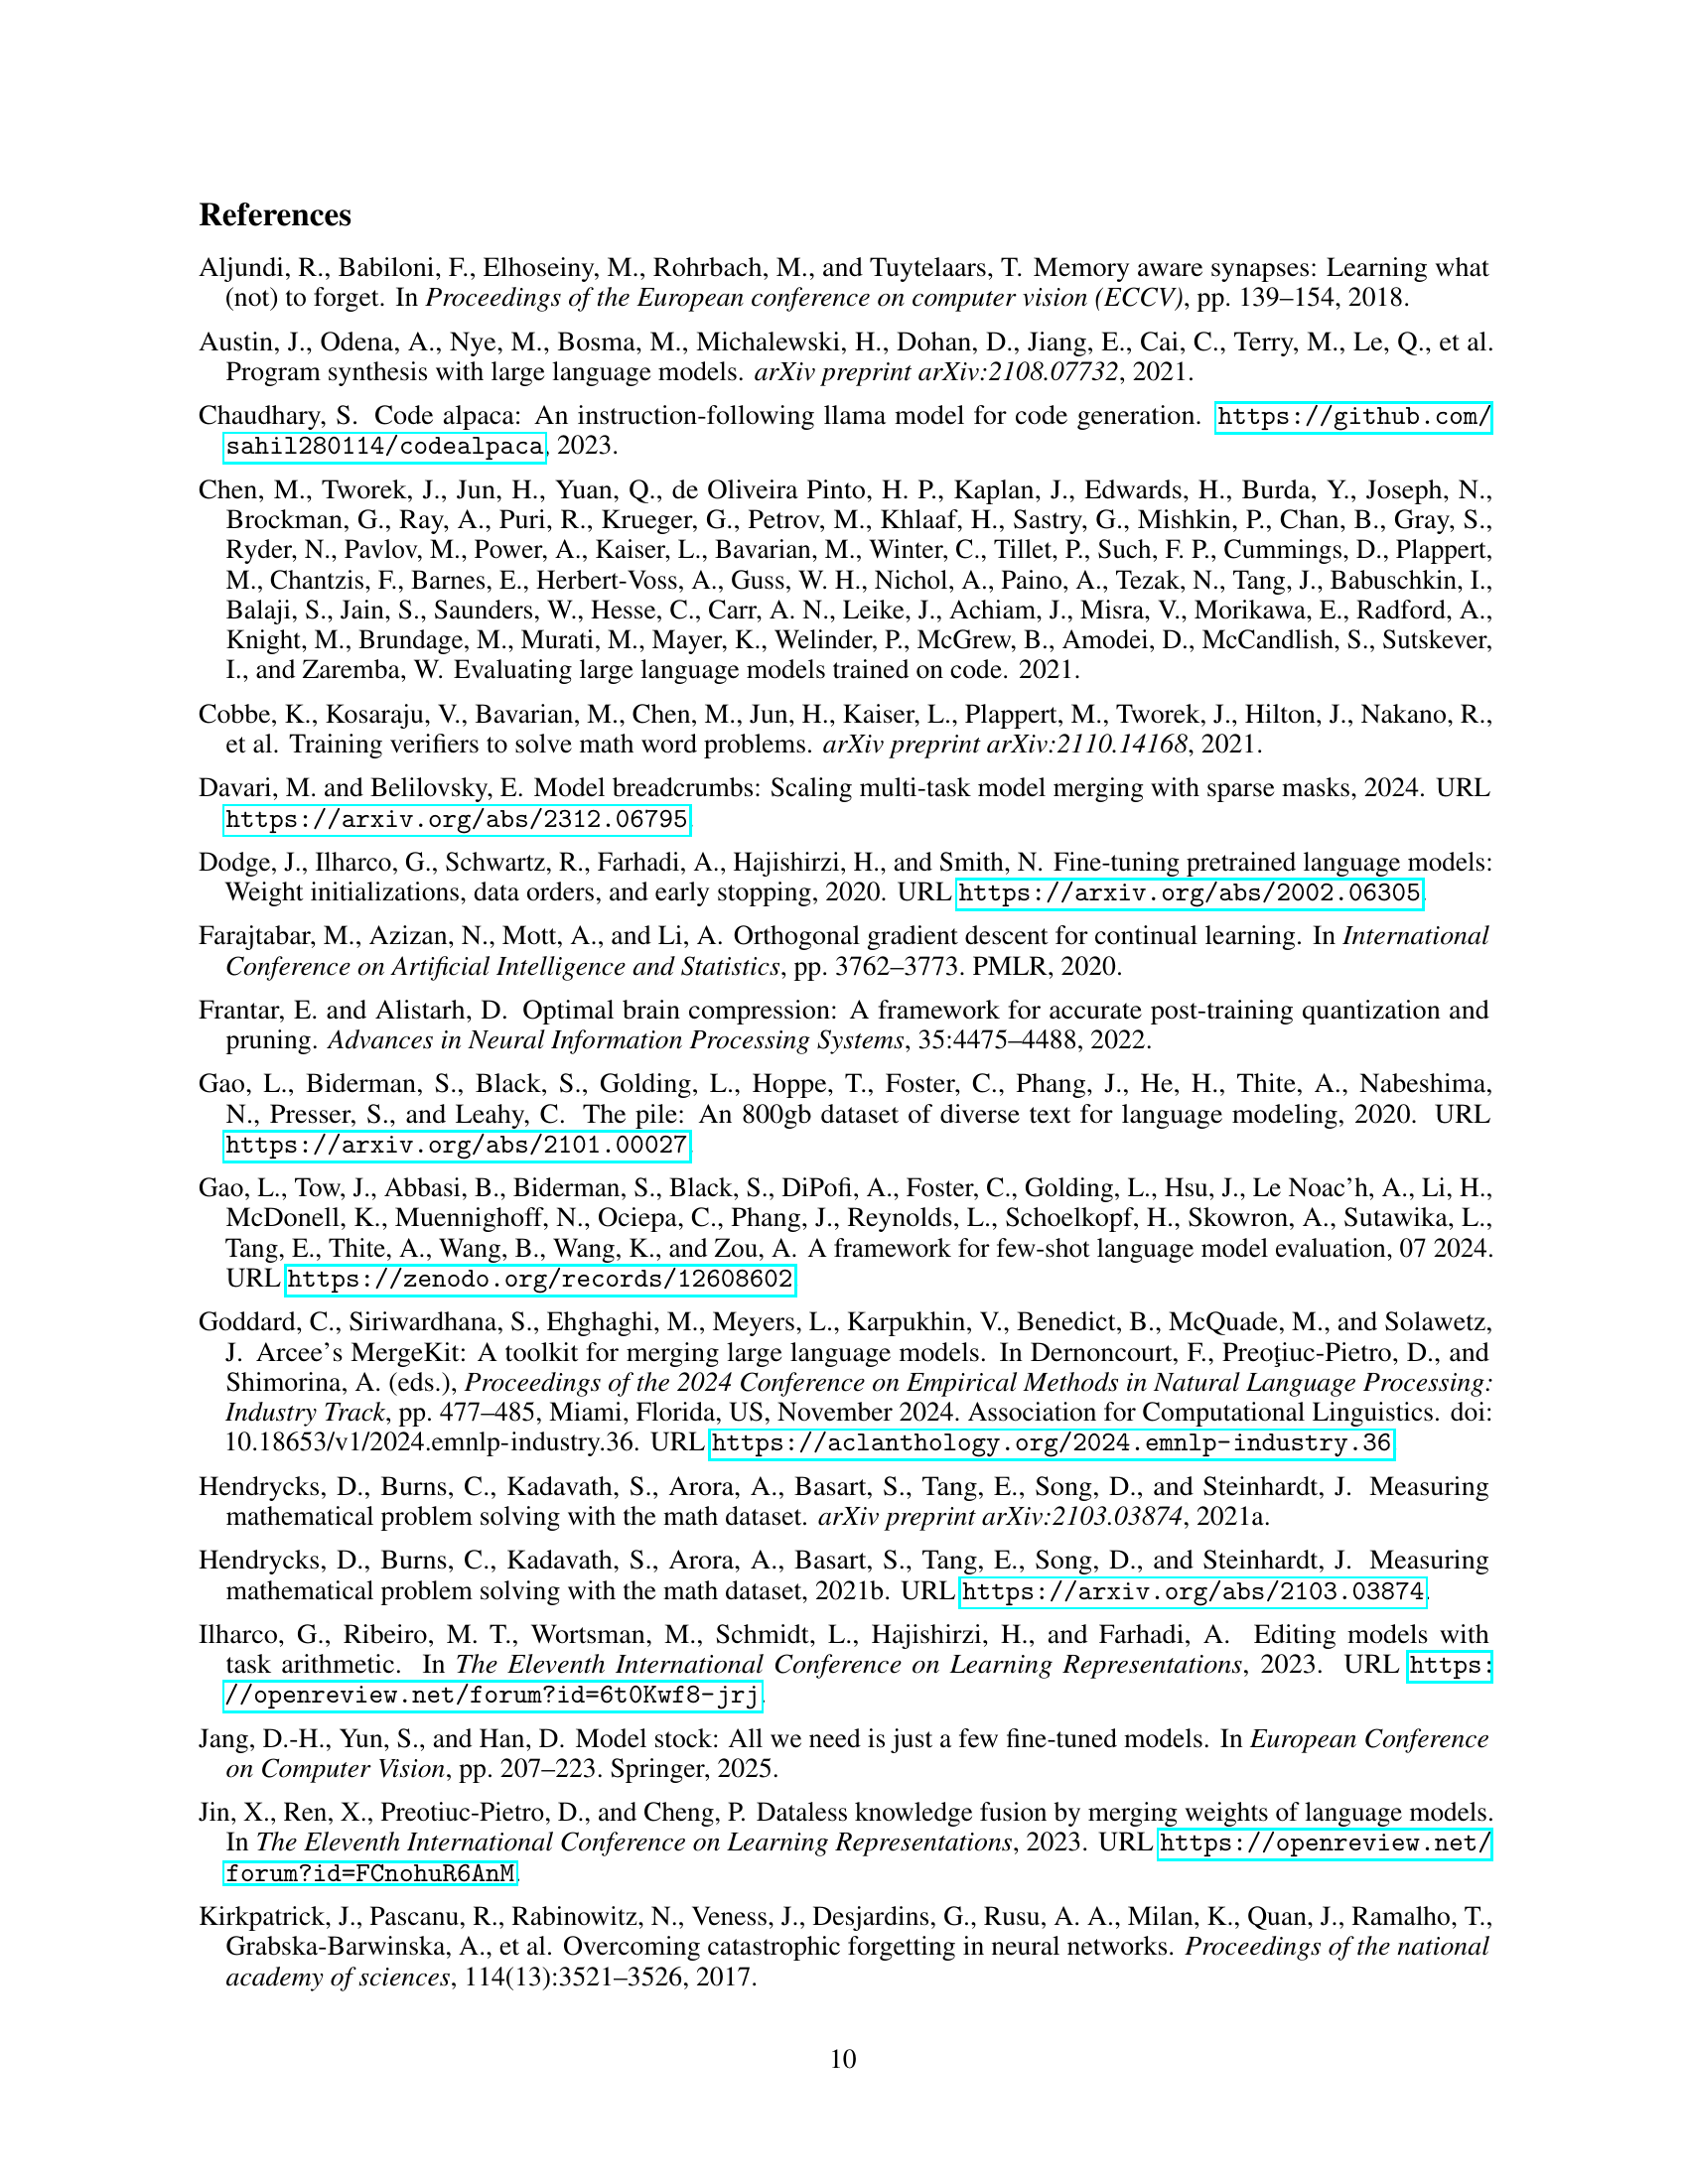 References
Aljundi, R., Babiloni, F., Elhoseiny, M., Rohrbach, M., and Tuytelaars, T. Memory aware synapses: Learning what
(not) to forget. In Proceedings of the European conference on computer vision (ECCV), pp. 139–154, 2018.
Austin, J., Odena, A., Nye, M., Bosma, M., Michalewski, H., Dohan, D., Jiang, E., Cai, C., Terry, M., Le, Q., et al.
Program synthesis with large language models. arXiv preprint arXiv:2108.07732, 2021.
Chaudhary, S. Code alpaca: An instruction-following llama model for code generation. https://github.com/
sahil280114/codealpaca, 2023.
Chen, M., Tworek, J., Jun, H., Yuan, Q., de Oliveira Pinto, H. P., Kaplan, J., Edwards, H., Burda, Y., Joseph, N.,
Brockman, G., Ray, A., Puri, R., Krueger, G., Petrov, M., Khlaaf, H., Sastry, G., Mishkin, P., Chan, B., Gray, S.,
Ryder, N., Pavlov, M., Power, A., Kaiser, L., Bavarian, M., Winter, C., Tillet, P., Such, F. P., Cummings, D., Plappert,
M., Chantzis, F., Barnes, E., Herbert-Voss, A., Guss, W. H., Nichol, A., Paino, A., Tezak, N., Tang, J., Babuschkin, I.,
Balaji, S., Jain, S., Saunders, W., Hesse, C., Carr, A. N., Leike, J., Achiam, J., Misra, V., Morikawa, E., Radford, A.,
Knight, M., Brundage, M., Murati, M., Mayer, K., Welinder, P., McGrew, B., Amodei, D., McCandlish, S., Sutskever,
I., and Zaremba, W. Evaluating large language models trained on code. 2021.
Cobbe, K., Kosaraju, V., Bavarian, M., Chen, M., Jun, H., Kaiser, L., Plappert, M., Tworek, J., Hilton, J., Nakano, R.,
et al. Training verifiers to solve math word problems. arXiv preprint arXiv:2110.14168, 2021.
Davari, M. and Belilovsky, E. Model breadcrumbs: Scaling multi-task model merging with sparse masks, 2024. URL
https://arxiv.org/abs/2312.06795.
Dodge, J., Ilharco, G., Schwartz, R., Farhadi, A., Hajishirzi, H., and Smith, N. Fine-tuning pretrained language models:
Weight initializations, data orders, and early stopping, 2020. URL https://arxiv.org/abs/2002.06305.
Farajtabar, M., Azizan, N., Mott, A., and Li, A. Orthogonal gradient descent for continual learning. In International
Conference on Artificial Intelligence and Statistics, pp. 3762–3773. PMLR, 2020.
Frantar, E. and Alistarh, D. Optimal brain compression: A framework for accurate post-training quantization and
pruning. Advances in Neural Information Processing Systems, 35:4475–4488, 2022.
Gao, L., Biderman, S., Black, S., Golding, L., Hoppe, T., Foster, C., Phang, J., He, H., Thite, A., Nabeshima,
N., Presser, S., and Leahy, C. The pile: An 800gb dataset of diverse text for language modeling, 2020. URL
https://arxiv.org/abs/2101.00027.
Gao, L., Tow, J., Abbasi, B., Biderman, S., Black, S., DiPofi, A., Foster, C., Golding, L., Hsu, J., Le Noac'h, A., Li, H.,
McDonell, K., Muennighoff, N., Ociepa, C., Phang, J., Reynolds, L., Schoelkopf, H., Skowron, A., Sutawika, L.,
Tang, E., Thite, A., Wang, B., Wang, K., and Zou, A. A framework for few-shot language model evaluation, 07 2024.
URL https://zenodo.org/records/12608602.
Goddard, C., Siriwardhana, S., Ehghaghi, M., Meyers, L., Karpukhin, V., Benedict, B., McQuade, M., and Solawetz,
J. Arcee's MergeKit: A toolkit for merging large language models. In Dernoncourt, F., Preoţiuc-Pietro, D., and
Shimorina, A. (eds.), Proceedings of the 2024 Conference on Empirical Methods in Natural Language Processing:
Industry Track, pp. 477–485, Miami, Florida, US, November 2024. Association for Computational Linguistics. doi:
10.18653/v1/2024.emnlp-industry.36. URL https://aclanthology.org/2024.emnlp-industry.36.
Hendrycks, D., Burns, C., Kadavath, S., Arora, A., Basart, S., Tang, E., Song, D., and Steinhardt, J. Measuring
mathematical problem solving with the math dataset. arXiv preprint arXiv:2103.03874, 2021a.
Hendrycks, D., Burns, C., Kadavath, S., Arora, A., Basart, S., Tang, E., Song, D., and Steinhardt, J. Measuring
mathematical problem solving with the math dataset, 2021b. URL https://arxiv.org/abs/2103.03874.
Ilharco, G., Ribeiro, M. T., Wortsman, M., Schmidt, L., Hajishirzi, H., and Farhadi, A. Editing models with
task arithmetic. In The Eleventh International Conference on Learning Representations, 2023. URL https:
//openreview.net/forum?id=6t0Kwf8-jrj.
Jang, D.-H., Yun, S., and Han, D. Model stock: All we need is just a few fine-tuned models. In European Conference
on Computer Vision, pp. 207–223. Springer, 2025.
Jin, X., Ren, X., Preotiuc-Pietro, D., and Cheng, P. Dataless knowledge fusion by merging weights of language models.
In The Eleventh International Conference on Learning Representations, 2023. URL https://openreview.net/
forum?id=FCnohuR6AnM.
Kirkpatrick, J., Pascanu, R., Rabinowitz, N., Veness, J., Desjardins, G., Rusu, A. A., Milan, K., Quan, J., Ramalho, T.,
Grabska-Barwinska, A., et al. Overcoming catastrophic forgetting in neural networks. Proceedings of the national
academy of sciences, 114(13):3521–3526, 2017.
10